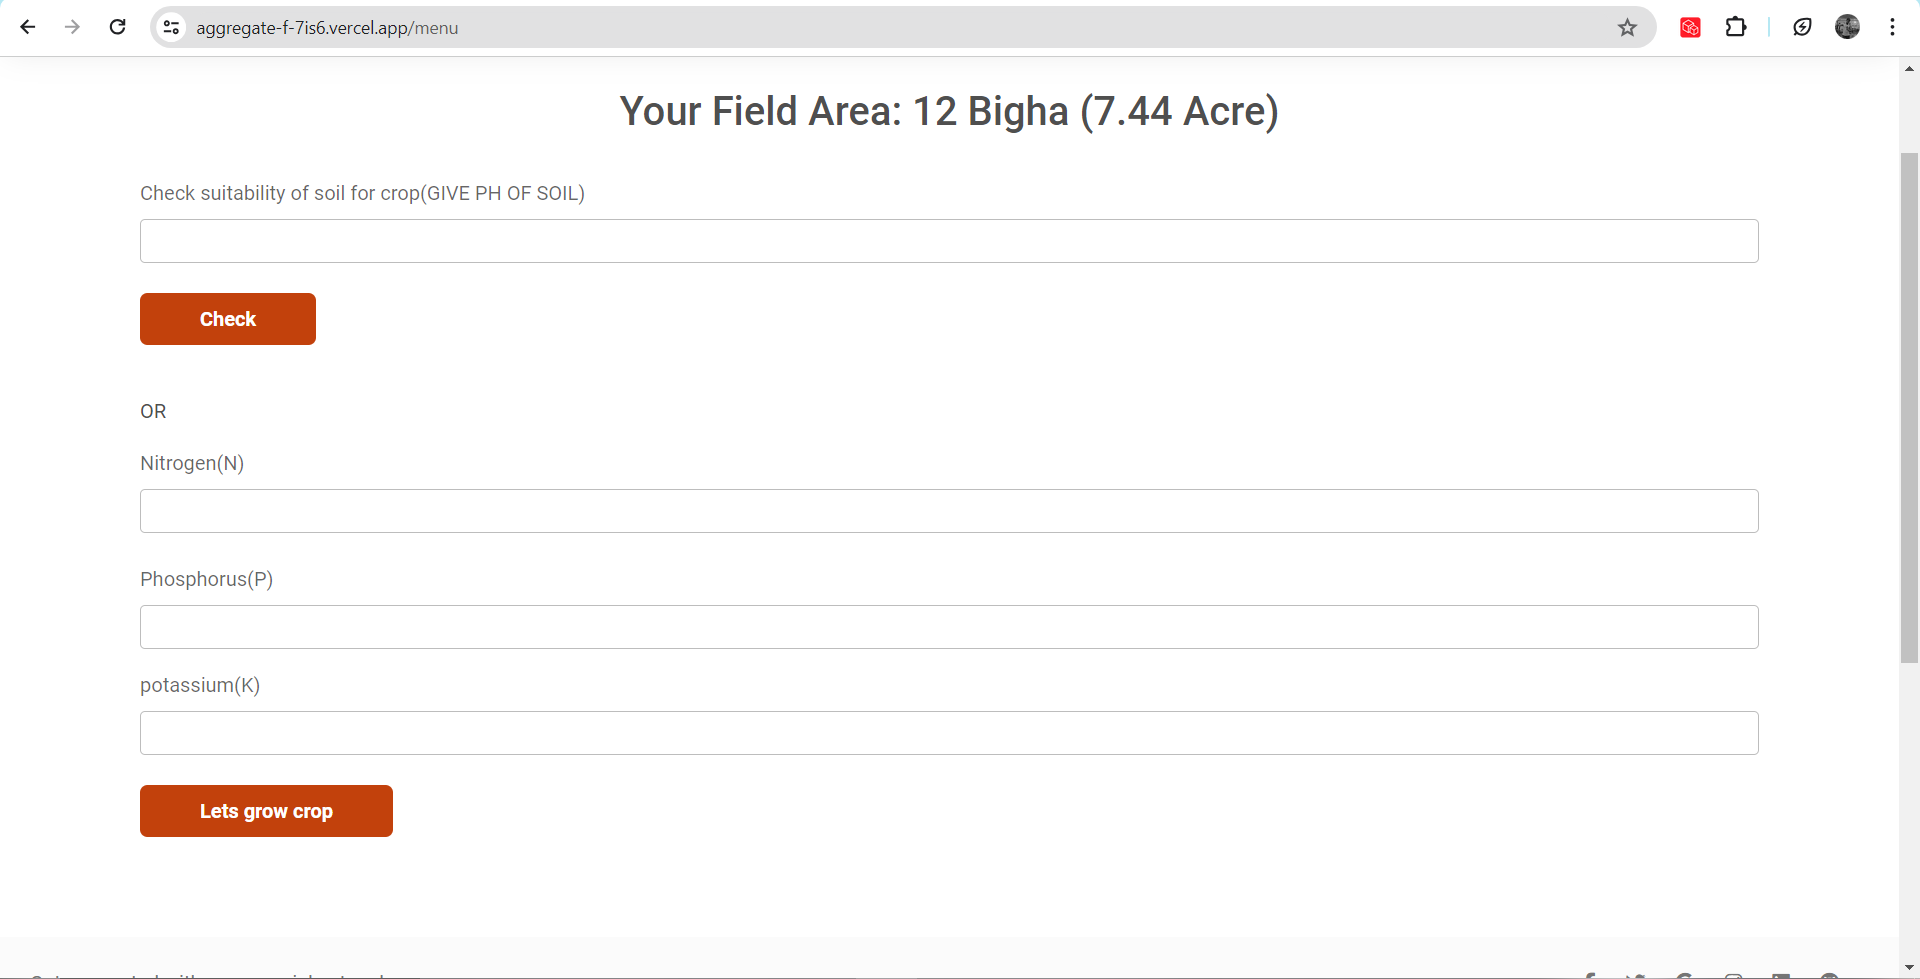 aggregate-f-7is6.vercel.app/menu
Your Field Area: 12 Bigha (7.44 Acre)
Check suitability of soil for crop(GIVE PH OF SOIL)
Check
OR
Nitrogen(N)
Phosphorus(P)
potassium(K)
Lets grow crop